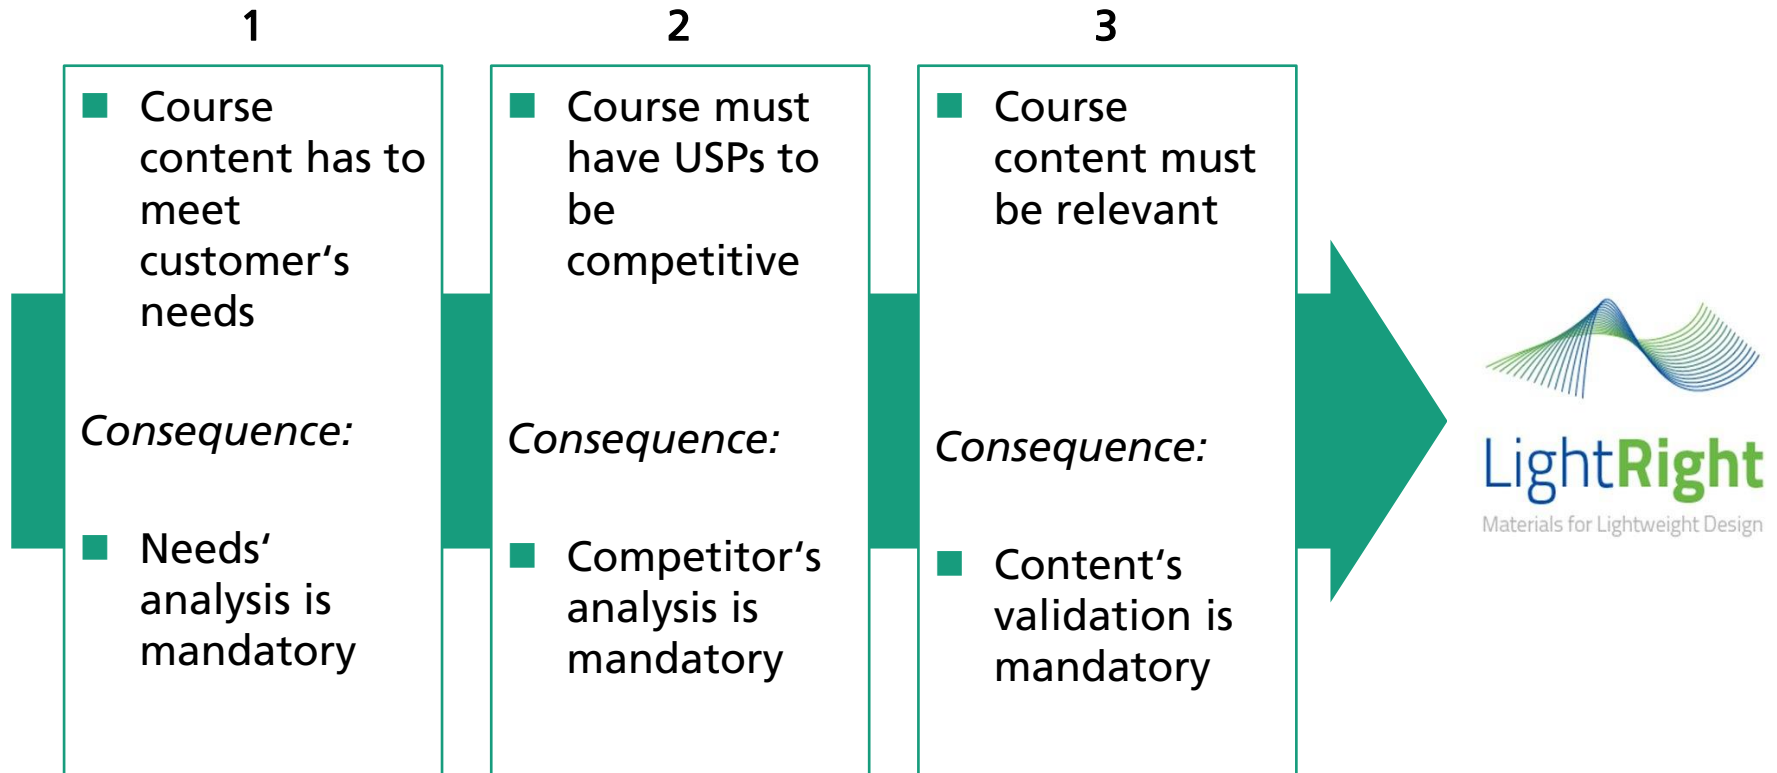 1
■ Course
content has to
meet
customer‘s
needs
Consequence:
■ Needs‘
analysis is
mandatory
2
■ Course must
have USPs to
be
competitive
Consequence:
■ Competitor‘s
analysis is
mandatory
3
■ Course
content must
be relevant
Consequence:
■ Content‘s
validation is
mandatory
LightRight
Materials for Lightweight Design